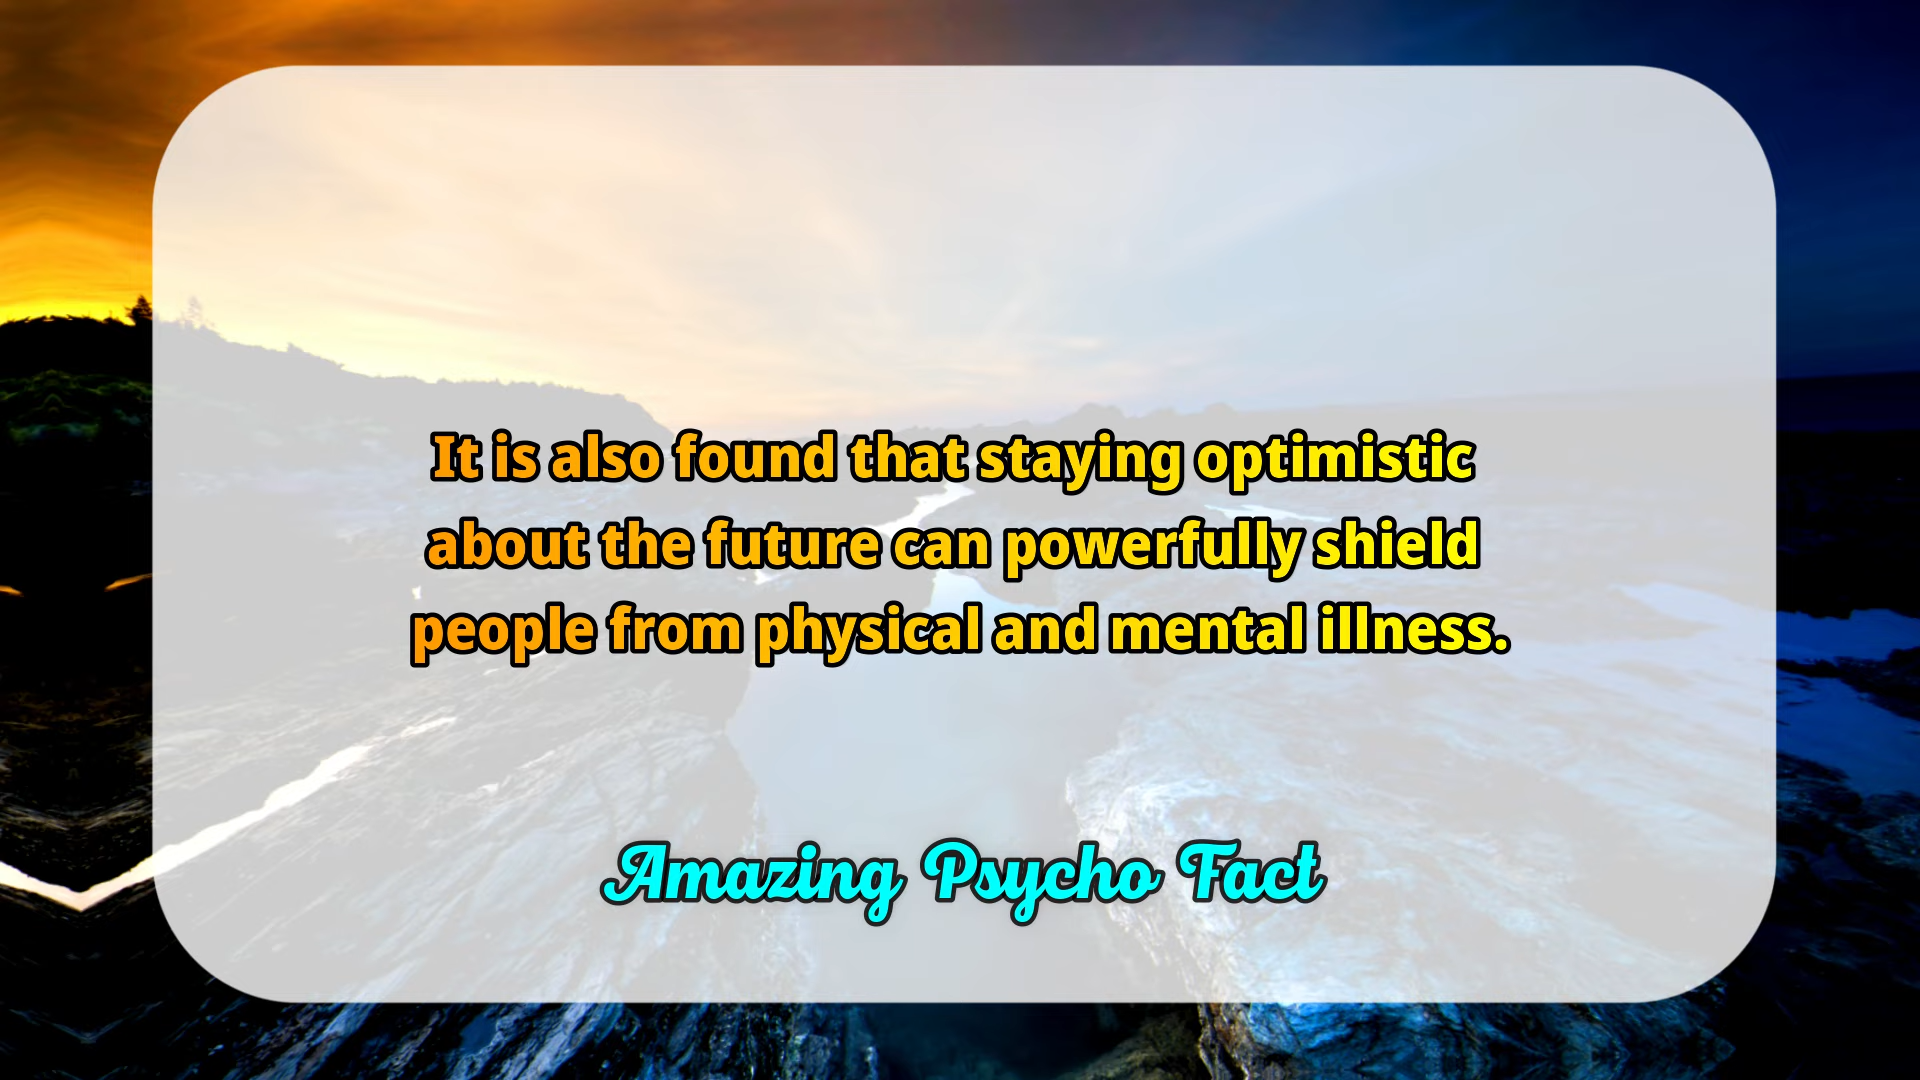 It is also found that staying optimistic
about the future can powerfully shield
people from physical and mental illness.
Amazing Psycho Fact